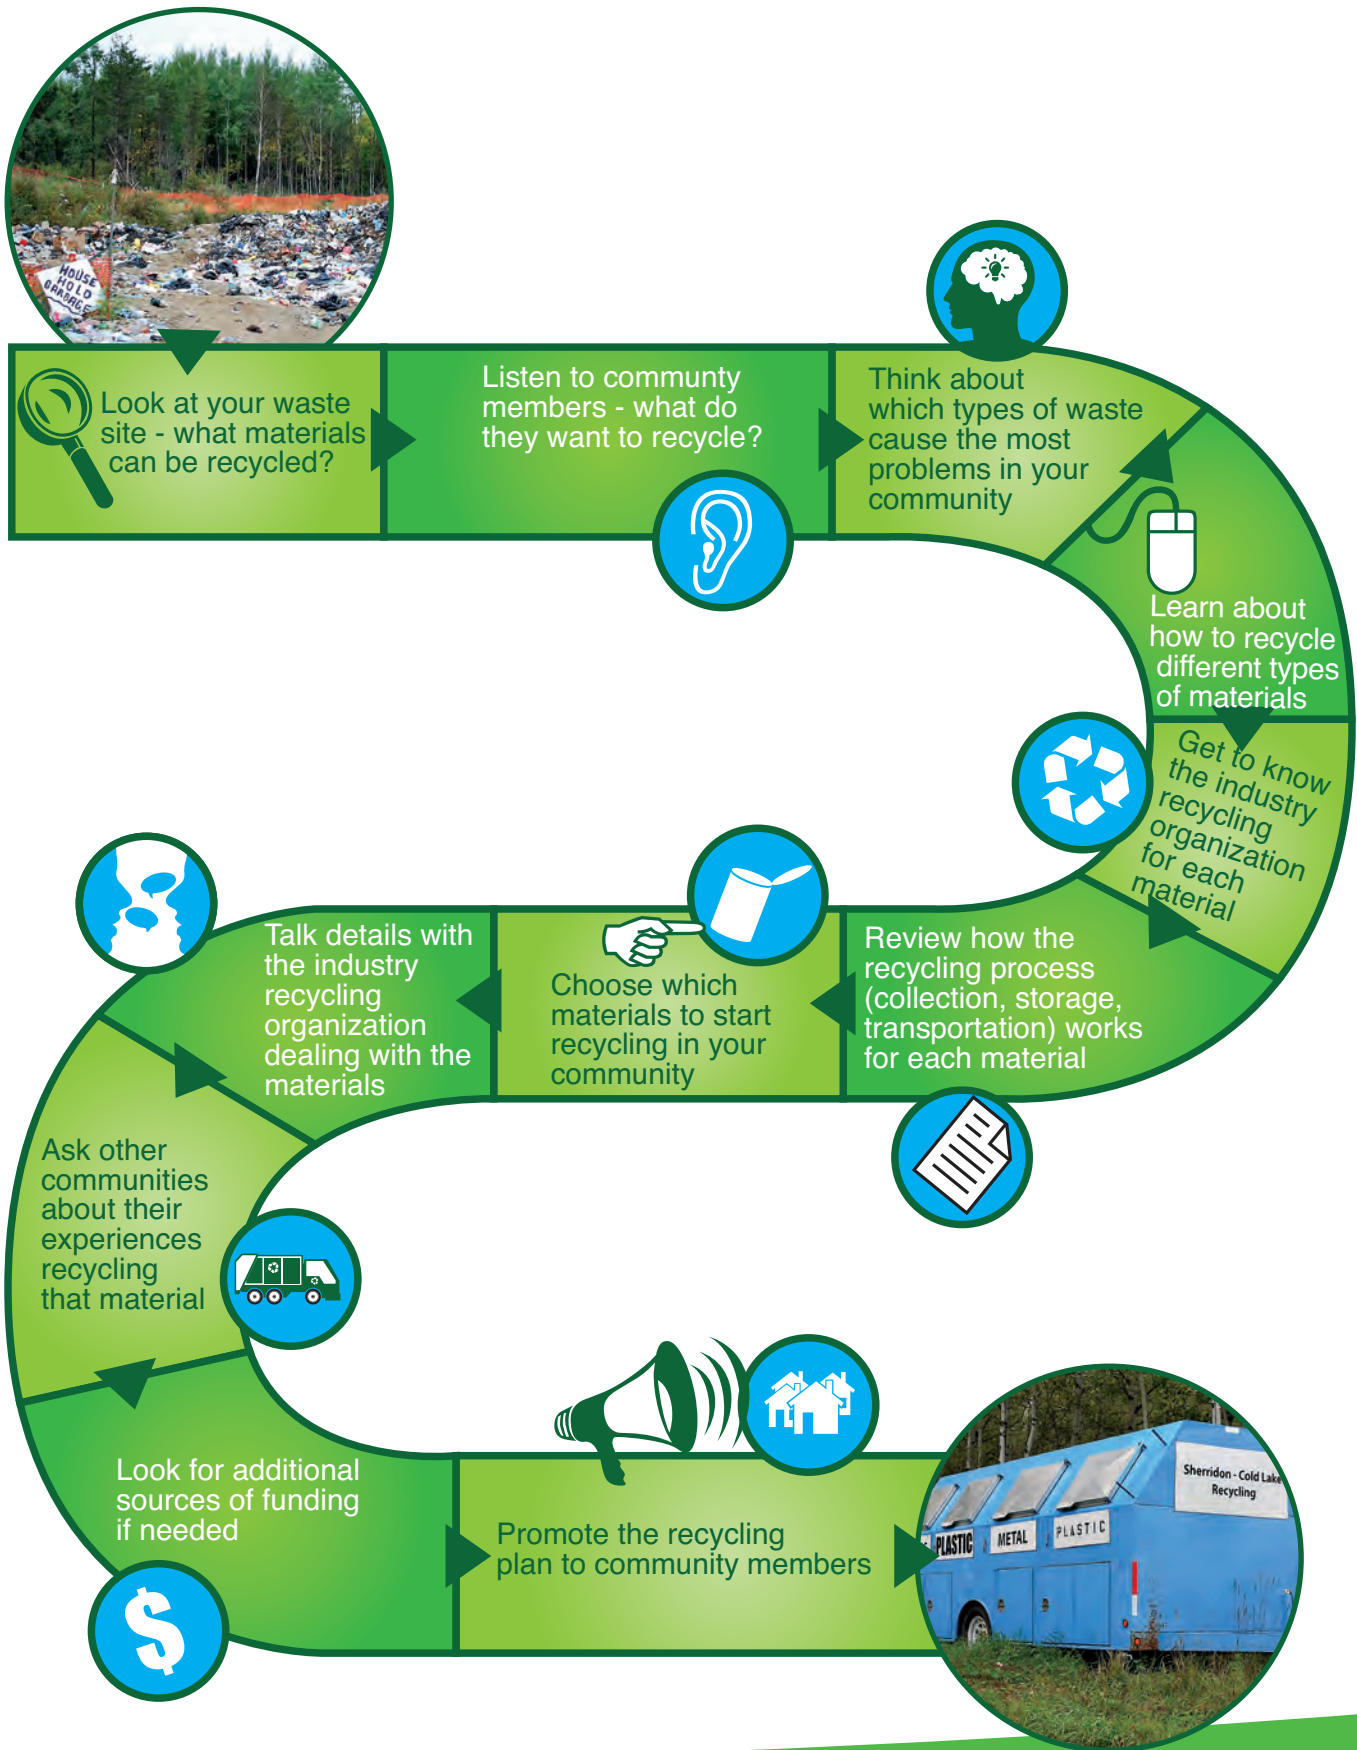 HOUSE
HOLD
GARBAGE
Look at your waste
site - what materials
can be recycled?
Listen to communty
members - what do
they want to recycle?
Think about
which types of waste
cause the most
problems in your
community
Learn about
how to recycle
different types
of materials
Get to know
the industry
recycling
organization
for each
material
Review how the
recycling process
(collection, storage,
transportation) works
for each material
Choose which
materials to start
recycling in your
community
Talk details with
the industry
recycling
organization
dealing with the
materials
Ask other
communities
about their
experiences
recycling
that material
Look for additional
sources of funding
if needed
$
Promote the recycling
plan to community members
Sherridon - Cold Lake
Recycling
PLASTIC
METAL
PLASTIC